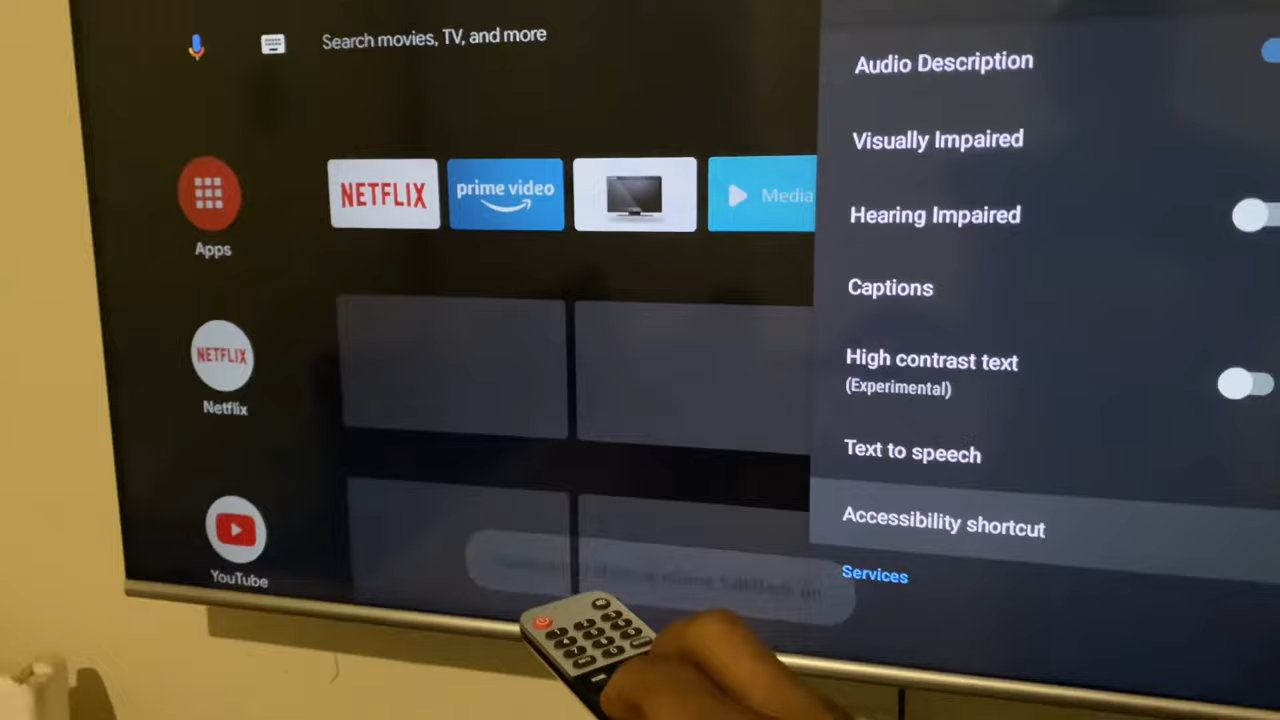 Search movies, TV, and more
NETFLIX
prime video
Media
Apps
NETFLIX
Netflix
YouTube
Audio Description
Visually Impaired
Hearing Impaired
Captions
High contrast text
(Experimental)
Text to speech
Accessibility shortcut
Services